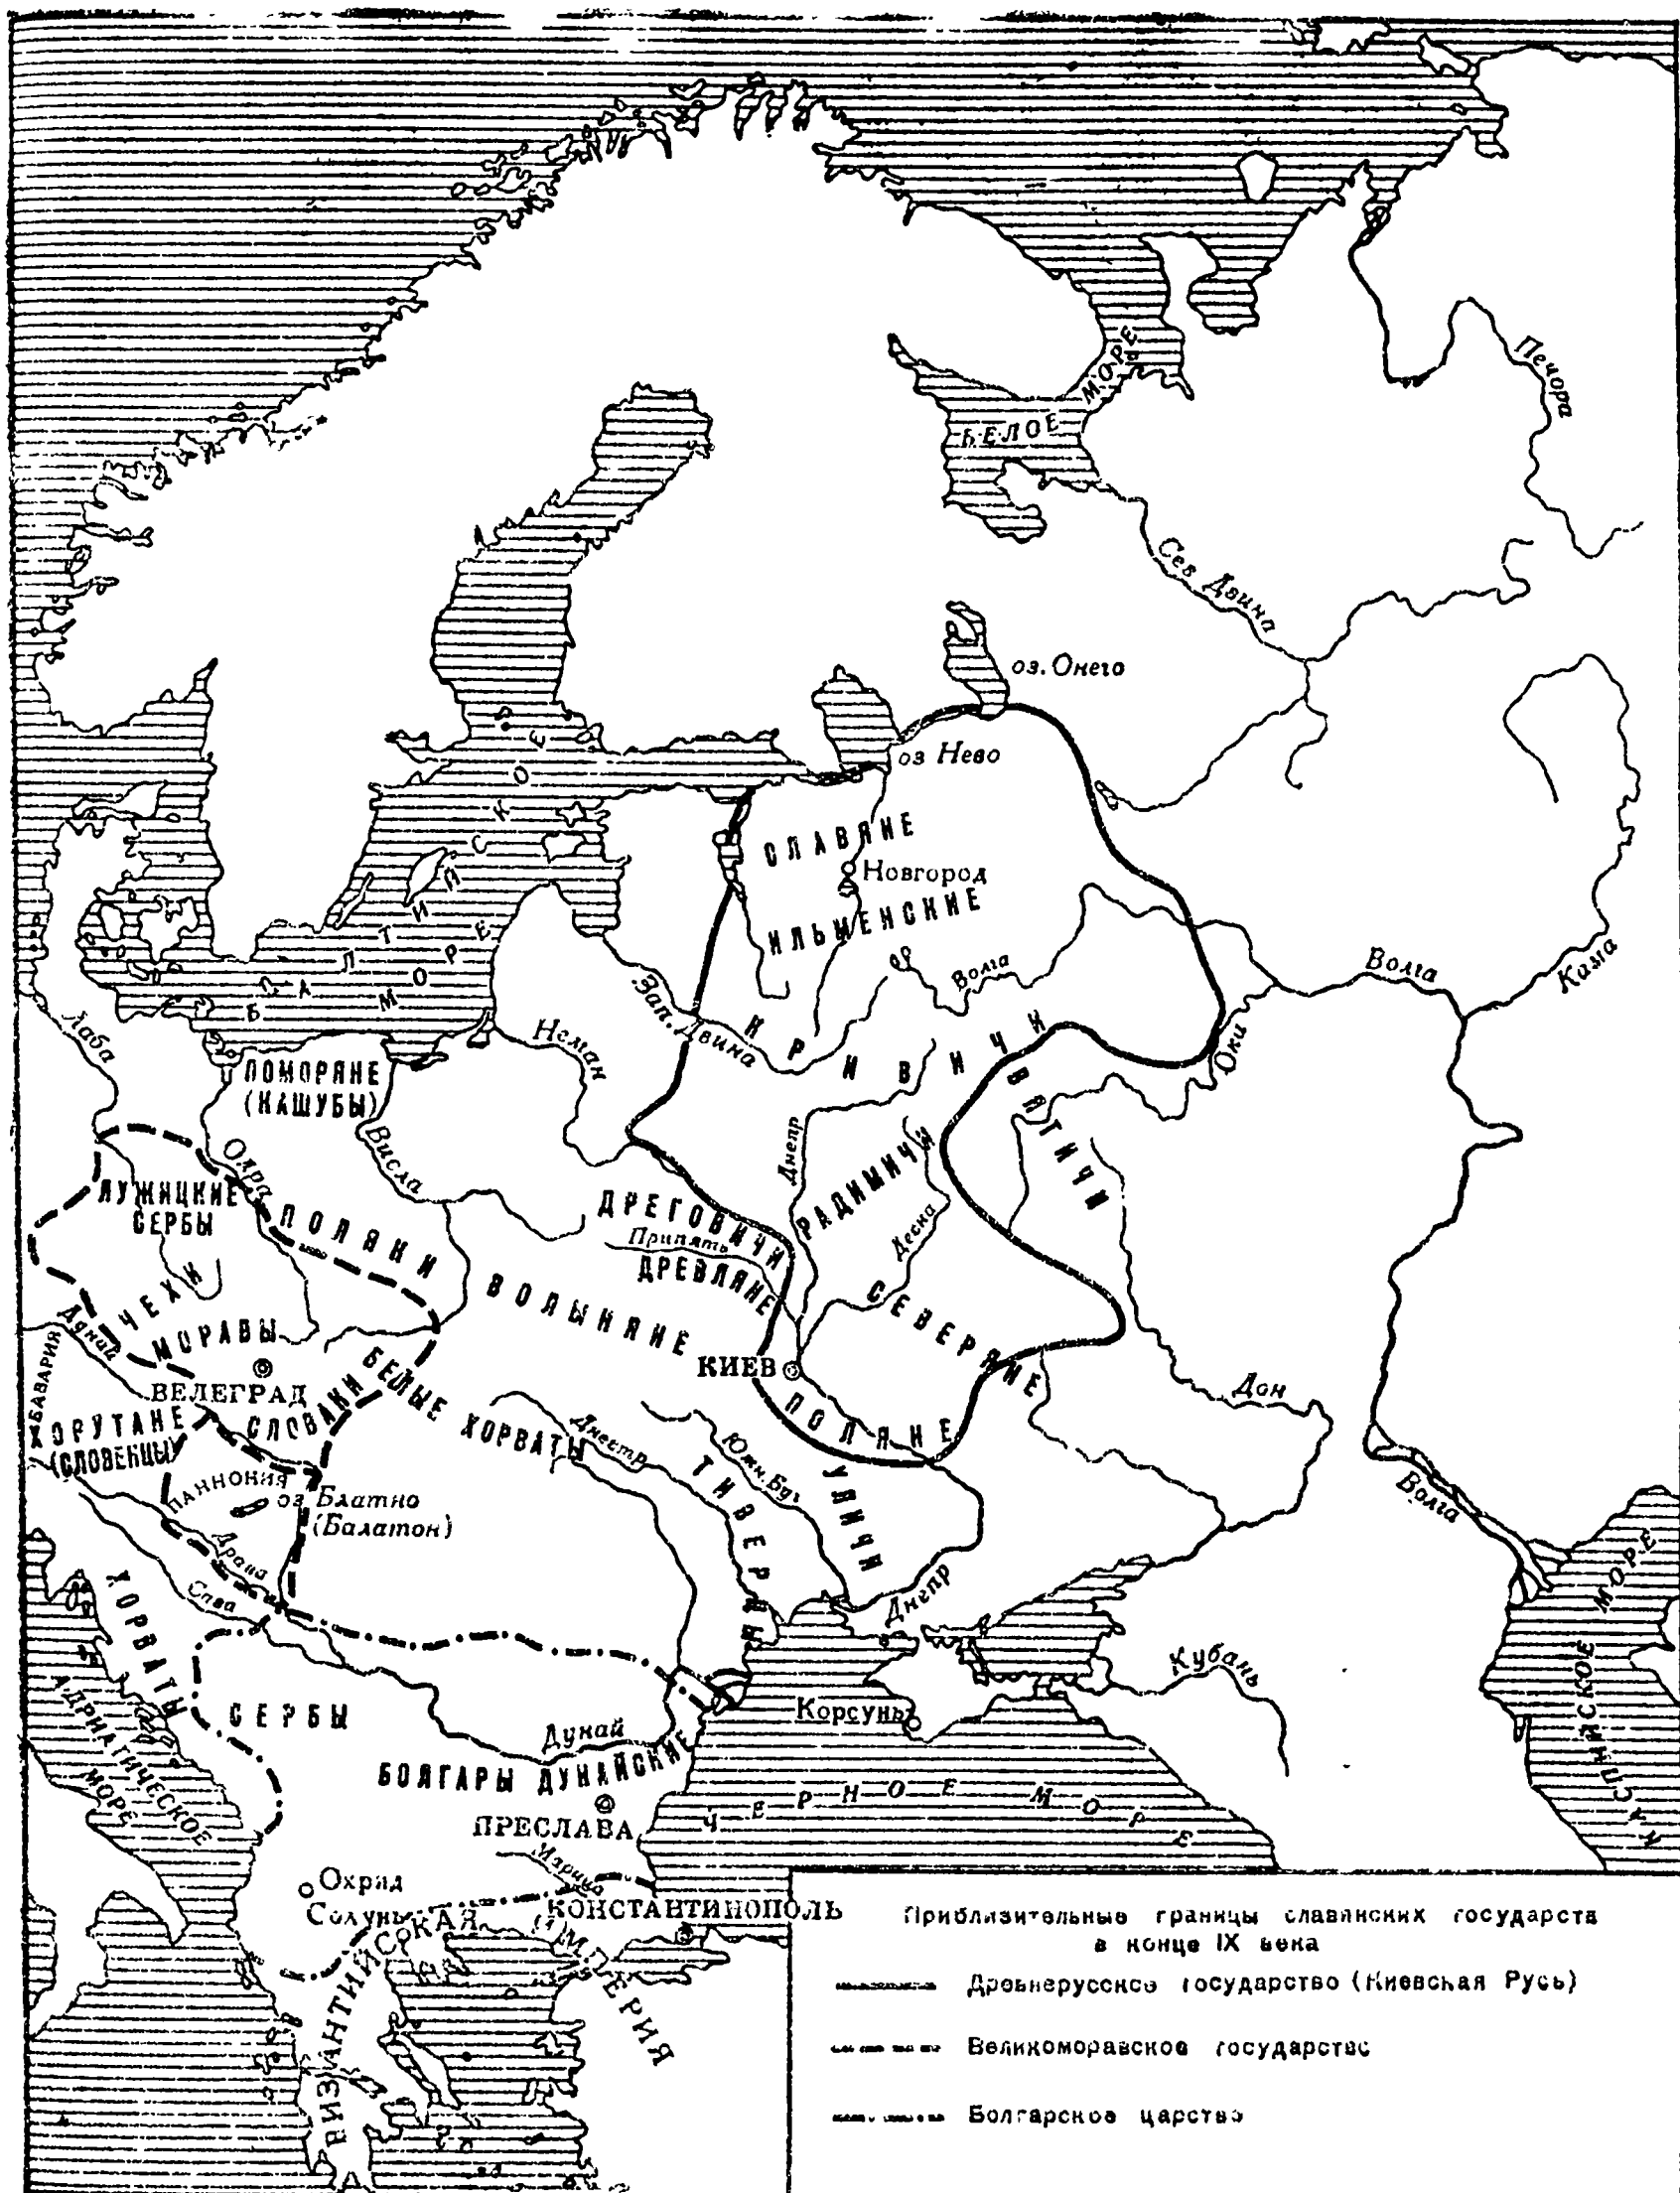 БЕЛОЕ МОРЕ
Печора
Сев Двина
оз. Онего
оз Нево
СЛАВЯНЕ
Новгород
ИЛЬМЕНСКИЕ
БАЛТИЙСКОЕ
МОРЕ
Волга
Волга
Кама
Зап. Двина
Неман
КРИВИЧИ
Оки
Лаба
ПОМОРЯНЕ
(КАШУБЫ)
Висла
Одра
Днепр
ВЯТИЧИ
РАДИМИЧИ
ЛУЖИЦКИЕ
СЕРБЫ
ПОЛЯКИ
ДРЕГОВИЧИ
Припять
ДРЕВЛЯНЕ
Десна
ВОЛЫНЯНЕ
СЕВЕРЯНЕ
ЧЕХИ
МОРАВЫ
Дунай
БАВАРИЯ
ВЕЛЕГРАД
СЛОВАКИ
БЕЛЫЕ ХОРВАТЫ
КИЕВ
ПОЛЯНЕ
Дон
ХОРУТАНЕ
(СЛОВЕНЦЫ)
ПАННОНИЯ
оз Блатно
(Балатон)
Днестр
Южн. Буг
ТИВЕРЦЫ
УЛИЧИ
Волга
Драва
Сава
Днепр
ХОРВАТЫ
СЕРБЫ
Кубань
Корсунь
КАСПИЙСКОЕ МОРЕ
АДРИАТИЧЕСКОЕ
МОРЕ
Дунай
БОЛГАРЫ ДУНАЙСКИЕ
ПРЕСЛАВА
ЧЕРНОЕ МОРЕ
Марица
Охрид
Солунь
КОНСТАНТИНОПОЛЬ
ВИЗАНТИЙСКАЯ ИМПЕРИЯ
Приблизительные границы славянских государств
в конце IX века
Древнерусское государство (Киевская Русь)
Великоморавское государство
Болгарское царство